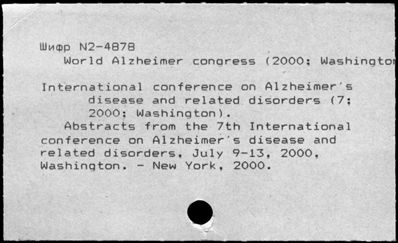 Шифр N2-4878
World Alzheimer congress (2000; Washington
International conference on Alzheimer's
disease and related disorders (7;
2000; Washington).
Abstracts from the 7th International
conference on Alzheimer's disease and
related disorders, July 9-13, 2000,
Washington. - New York, 2000.